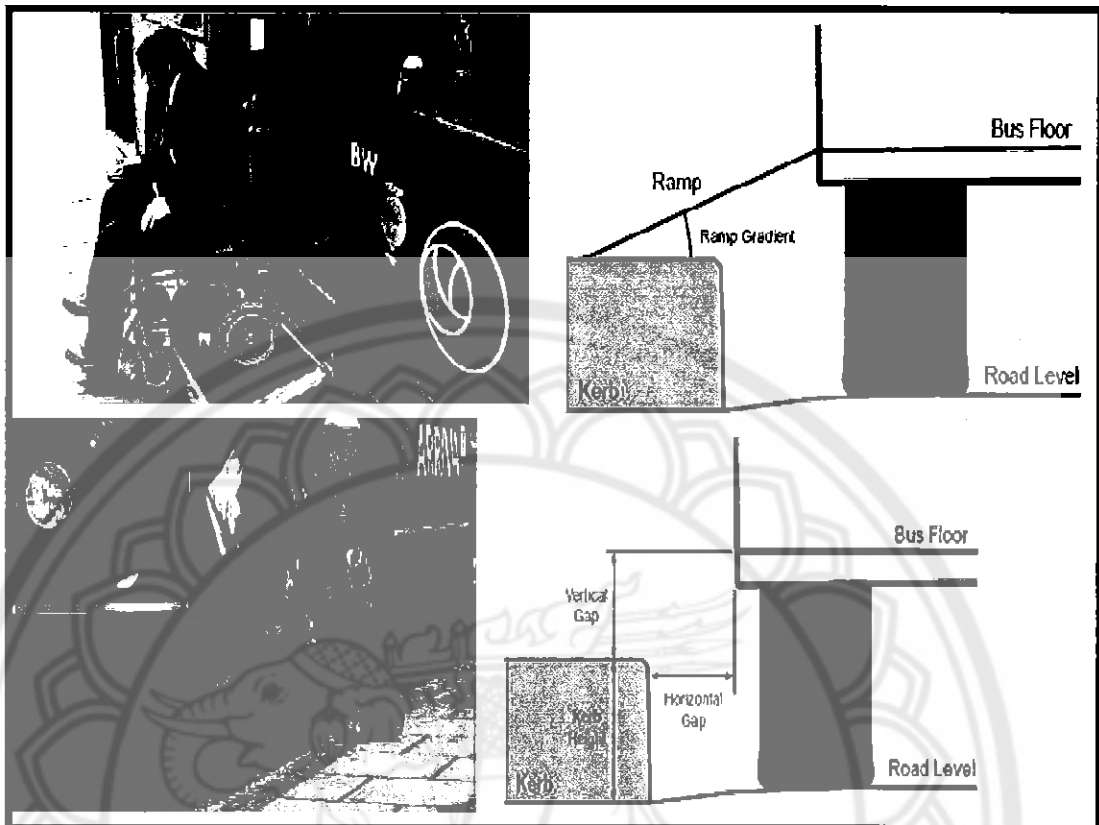 BW
Bus Floor
Ramp
Ramp Gradient
Kerb
Road Level
Bus Floor
Vertical
Gap
Horizontal
Gap
Kerb
Kerb
Road Level